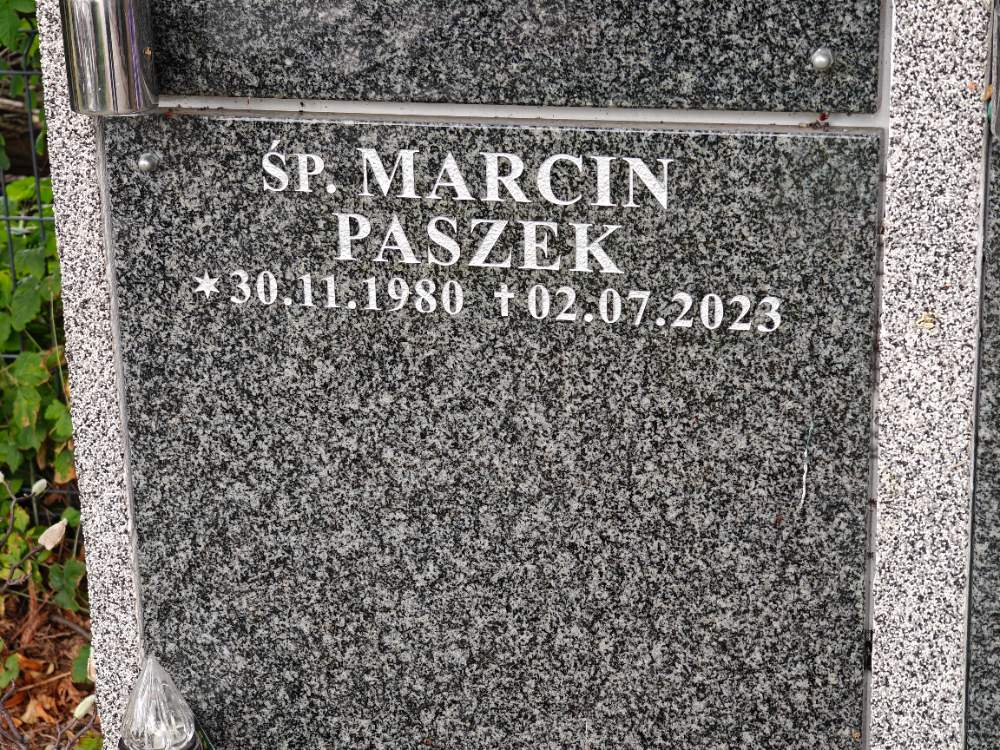 ŚP. MARCIN
PASZEK
★30.11.1980 ✝02.07.2023